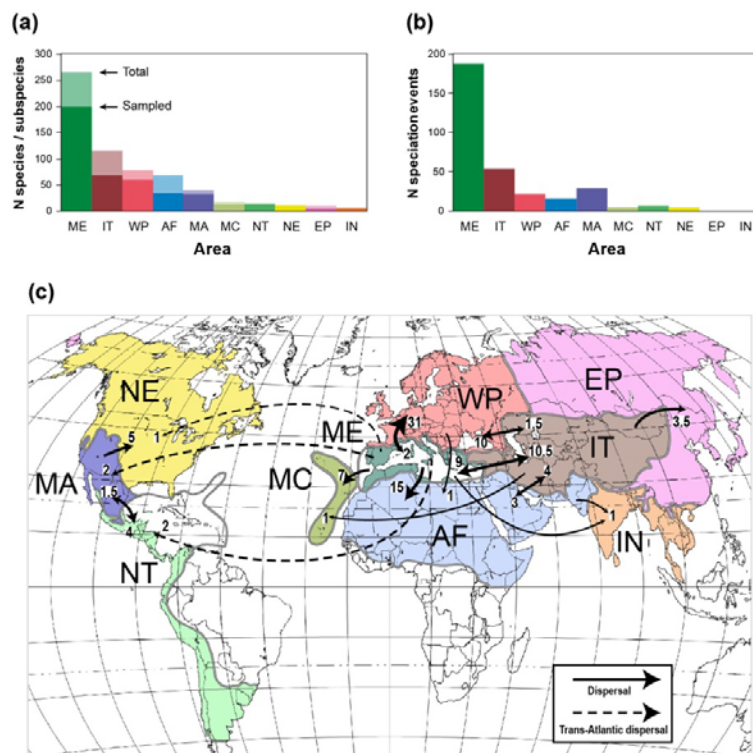 (a)
300
250
200
150
100
50
0
N species / subspecies
Total
Sampled
ME IT WP AF MA MC NT NE EP IN
Area
(b)
200
150
100
50
0
N speciation events
ME IT WP AF MA MC NT NE EP IN
Area
(c)
NE
WP
EP
ME
IT
MA
MC
AF
IN
NT
5
1
2
1.5
4
2
31
2
1
7
15
1
1
9
10
1.5
10.5
4
3
1
3.5
Dispersal
Trans-Atlantic dispersal